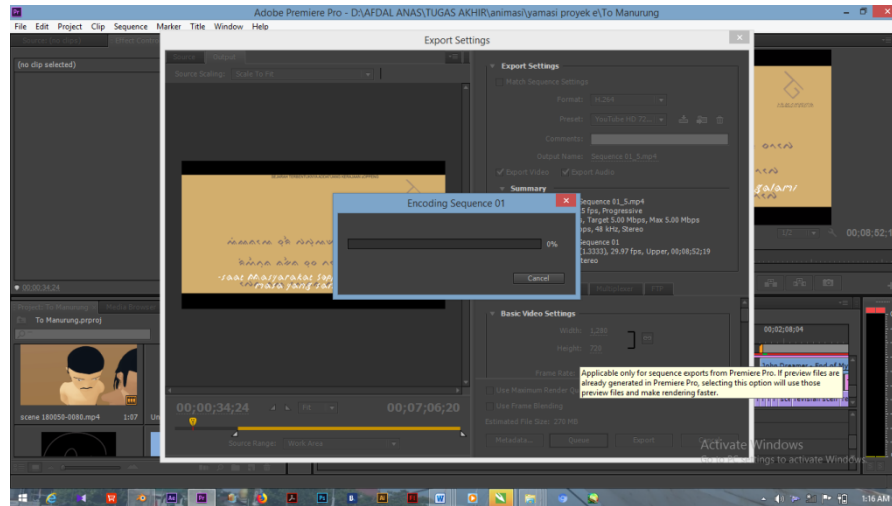 Adobe Premiere Pro - D:\AFDAL ANAS\TUGAS AKHIR\animasi\yamasi proyek e\To Manurung
File Edit Project Clip Sequence Marker Title Window Help
Export Settings
(no clip selected)
Source Output
Source Scaling: Scale To Fit
Export Settings
Match Sequence Settings
Format: H.264
Preset: YouTube HD 72...
Comments:
Output Name: Sequence 01_5.mp4
Export Video Export Audio
Summary
Sequence 01_5.mp4
5 fps, Progressive
Target 5.00 Mbps, Max 5.00 Mbps
48 kHz, Stereo
Sequence 01
29.97 fps, Upper, 00;08;52;19
Encoding Sequence 01
0%
Cancel
1/2
00;00;34;24
Multiplexer FTP
Basic Video Settings
Width: 1,280
Height: 720
Frame Rate:
Applicable only for sequence exports from Premiere Pro. If preview files are
already generated in Premiere Pro, selecting this option will use those
preview files and make rendering faster.
Use Maximum Render
Use Frame Blending
Estimated File Size: 270 MB
Metadata... Queue Export
Project: To Manurung Media Browser
To Manurung.prproj
scene 180050-0080.mp4 1:07
00;00;34;24 Fit 00;07;06;20
Source Range: Work Area
00;02;08;04
Activate Windows
1:16 AM